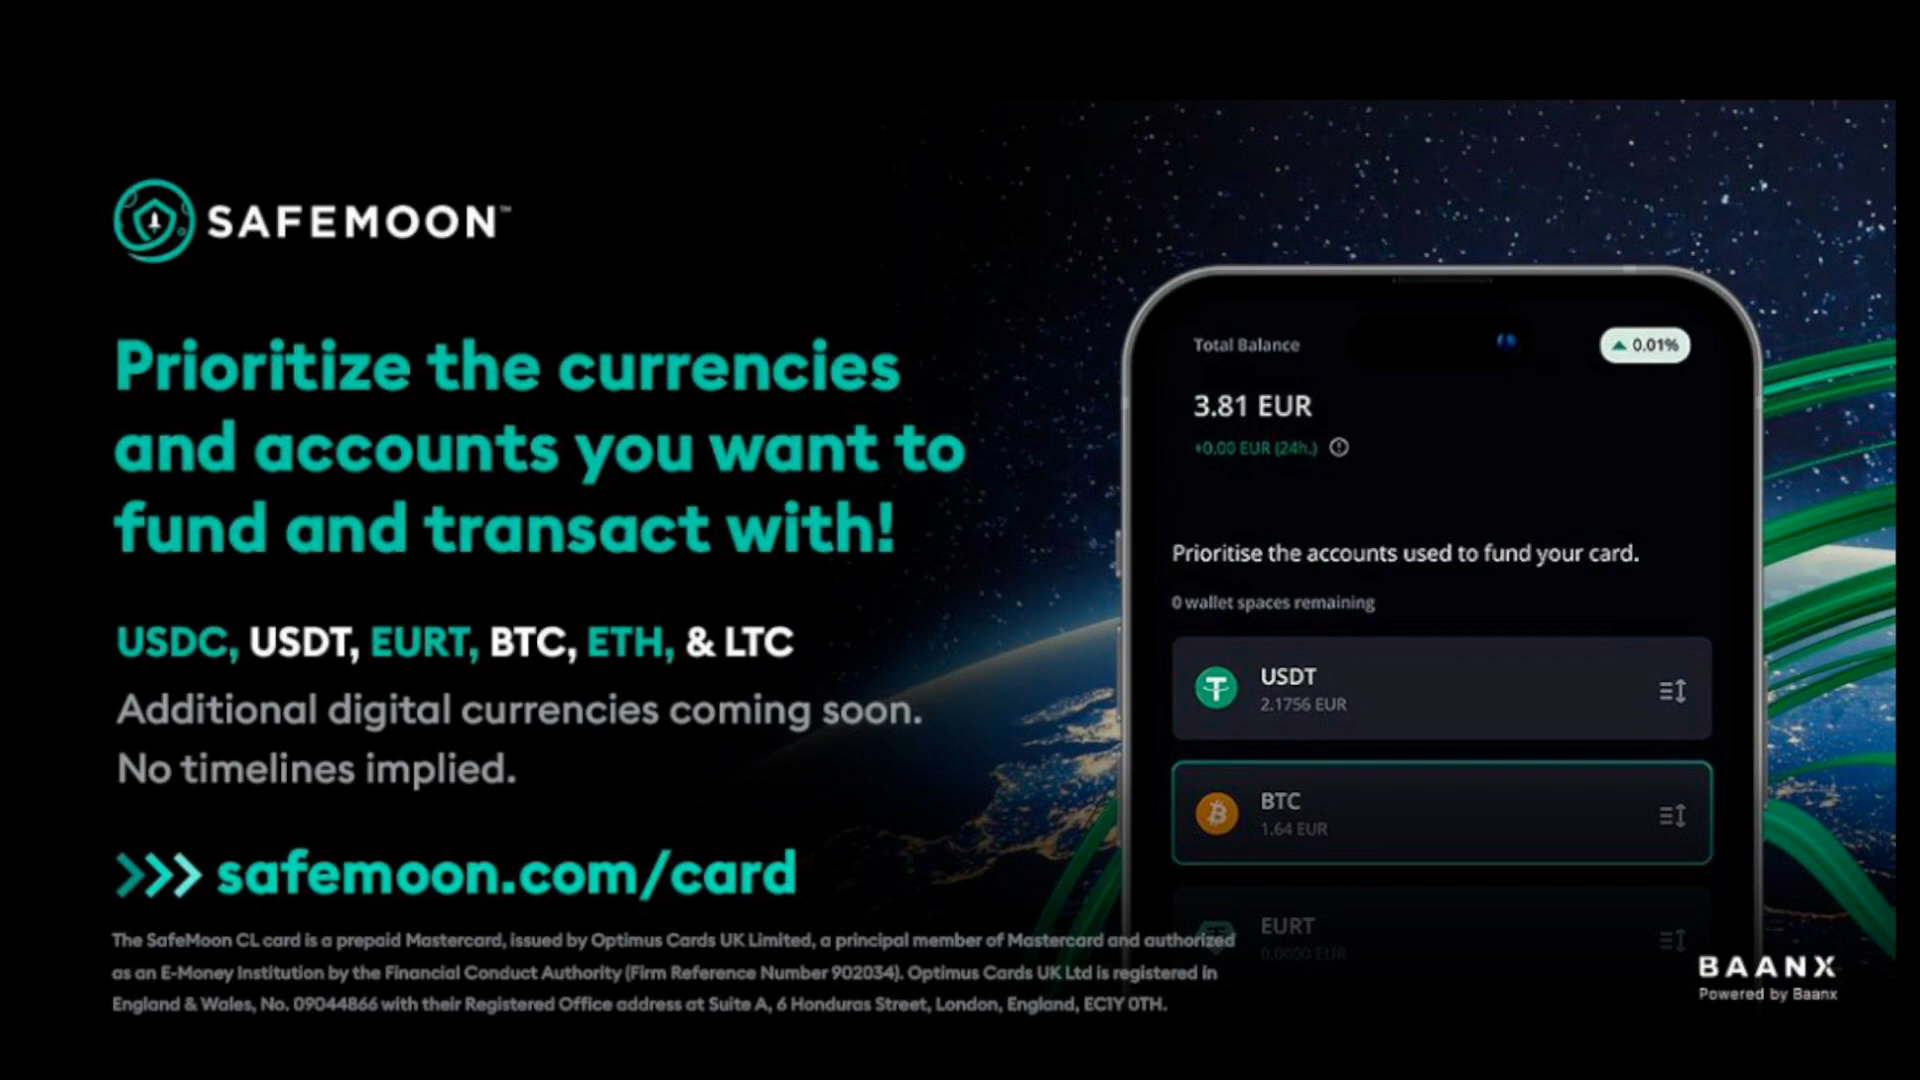 SAFEMOON™
Prioritize the currencies
and accounts you want to
fund and transact with!
USDC, USDT, EURT, BTC, ETH, & LTC
Additional digital currencies coming soon.
No timelines implied.
>>> safemoon.com/card
The SafeMoon CL card is a prepaid Mastercard, issued by Optimus Cards UK Limited, a principal member of Mastercard and authorized
as an E-Money Institution by the Financial Conduct Authority (Firm Reference Number 902034). Optimus Cards UK Ltd is registered in
England & Wales, No. 09044866 with their Registered Office address at Suite A, 6 Honduras Street, London, England, EC1Y 0TH.
Total Balance
▲ 0.01%
3.81 EUR
+0.00 EUR (24h.)
Prioritise the accounts used to fund your card.
0 wallet spaces remaining
USDT
2.1756 EUR
BTC
1.64 EUR
EURT
0.0000 EUR
BAANX
Powered by Baanx